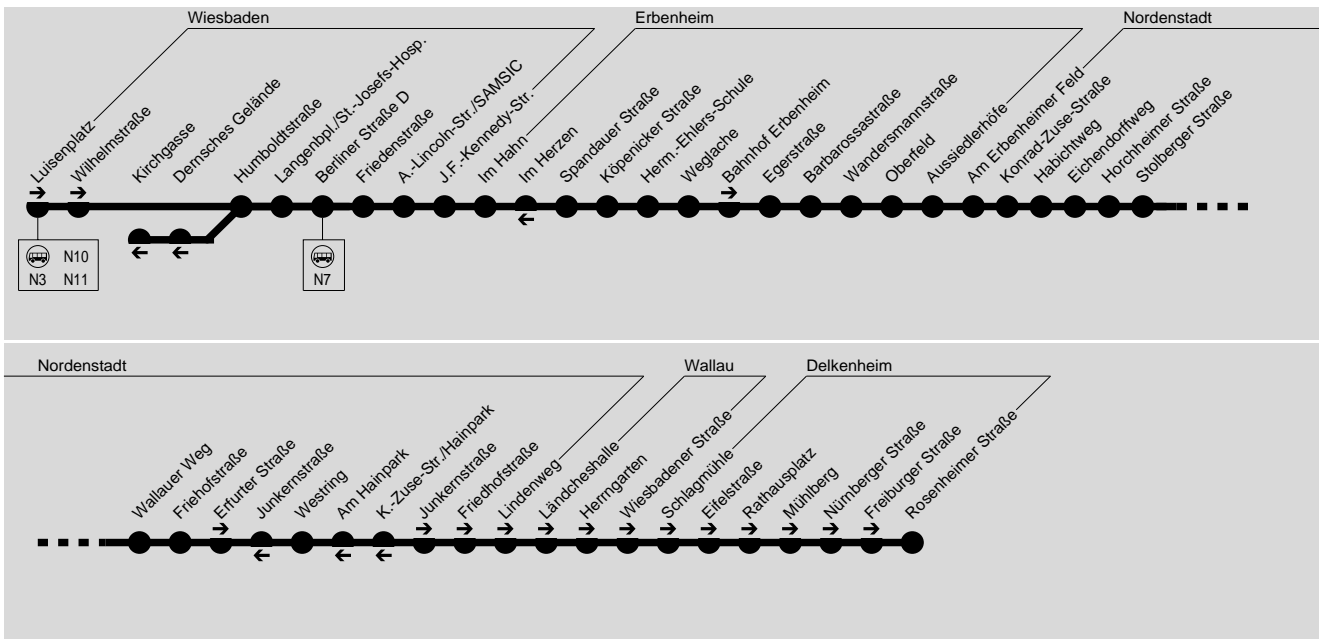 Wiesbaden
Erbenheim
Nordenstadt
Luisenplatz
Wilhelmstraße
Kirchgasse
Dernsches Gelände
Humboldtstraße
Langenbpl./St.-Josefs-Hosp.
Berliner Straße D
Friedenstraße
A.-Lincoln-Str./SAMSIC
J.F.-Kennedy-Str.
Im Hahn
Im Herzen
Spandauer Straße
Köpenicker Straße
Herm.-Ehlers-Schule
Weglache
Bahnhof Erbenheim
Egerstraße
Barbarossastraße
Wandersmannstraße
Oberfeld
Aussiedlerhöfe
Am Erbenheimer Feld
Konrad-Zuse-Straße
Habichtweg
Eichendorffweg
Horchheimer Straße
Stolberger Straße
N10
N3 N11
N7
Nordenstadt
Wallau
Delkenheim
Wallauer Weg
Friehofstraße
Erfurter Straße
Junkernstraße
Westring
Am Hainpark
K.-Zuse-Str./Hainpark
Junkernstraße
Friedhofstraße
Lindenweg
Ländcheshalle
Herrngarten
Wiesbadener Straße
Schlagmühle
Eifelstraße
Rathausplatz
Mühlberg
Nürnberger Straße
Freiburger Straße
Rosenheimer Straße